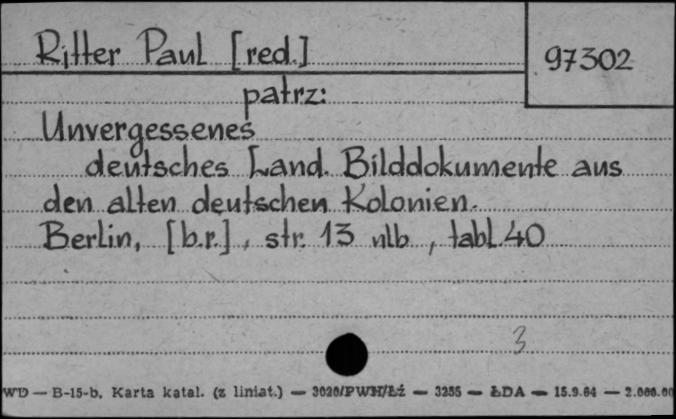 Ritter Paul [red.]
97302
patrz:
Unvergessenes
deutsches Land. Bilddokumente aus
den alten deutschen Kolonien.
Berlin, [b.r.], str. 13 nlb., tabl. 40
3
WD — B-15-b. Karta katal. (z liniat.) — 3020/PWH/Łź — 3255 — ŁDA — 15.9.64 — 2.000.00